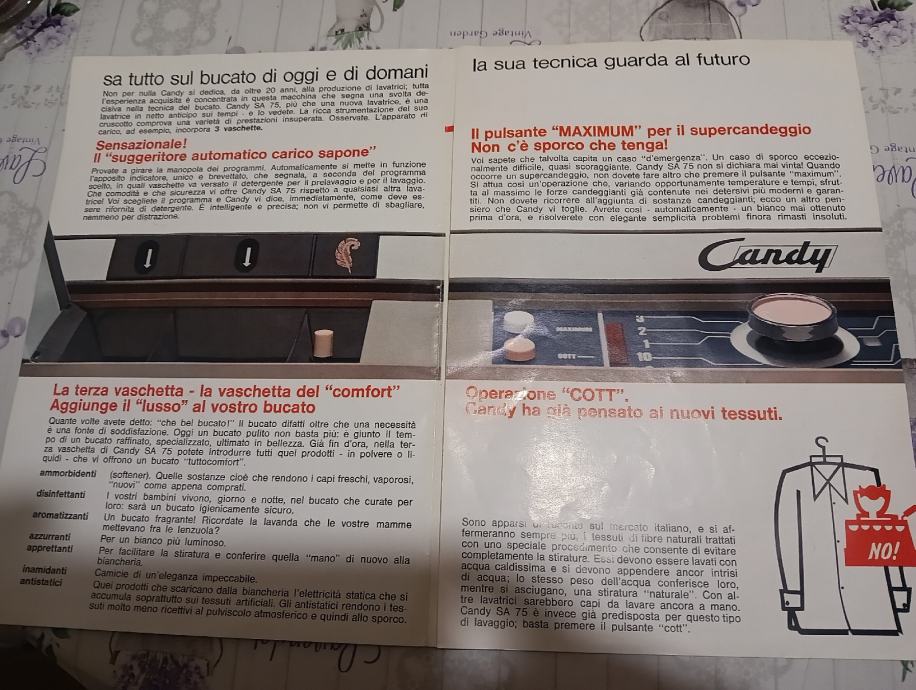 sa tutto sul bucato di oggi e di domani
Non per nulla Candy si dedica, da oltre 20 anni, alla produzione di lavatrici; tutta
l'esperienza acquisita è concentrata in questa macchina che segna una svolta de-
cisiva nella tecnica del bucato. Candy SA 75, più che una nuova lavatrice, è una
lavatrice in netto anticipo sui tempi - e lo vedete. La ricca strumentazione del suo
cruscotto comprova una varietà di prestazioni insuperata. Osservate. L'apparato di
carico, ad esempio, incorpora 3 vaschette.
Sensazionale!
Il "suggeritore automatico carico sapone"
Provate a girare la manopola dei programmi. Automaticamente si mette in funzione
l'apposito indicatore, unico e brevettato, che segnala, a seconda del programma
scelto, in quali vaschette va versato il detergente per il prelavaggio e per il lavaggio.
Che comodità e che sicurezza vi offre Candy SA 75 rispetto a qualsiasi altra lava-
trice! Voi scegliete il programma e Candy vi dice, immediatamente, come deve es-
sere rifornita di detergente. È intelligente e precisa; non vi permette di sbagliare,
nemmeno per distrazione.
La terza vaschetta - la vaschetta del "comfort"
Aggiunge il "lusso" al vostro bucato
Quante volte avete detto: "che bel bucato!" Il bucato difatti oltre che una necessità
è una fonte di soddisfazione. Oggi un bucato pulito non basta più: è giunto il tem-
po di un bucato raffinato, specializzato, ultimato in bellezza. Già fin d'ora, nella ter-
za vaschetta di Candy SA 75 potete introdurre tutti quei prodotti - in polvere o li-
quidi - che vi offrono un bucato "tuttocomfort".
ammorbidenti (softener). Quelle sostanze cioè che rendono i capi freschi, vaporosi,
"nuovi" come appena comprati.
disinfettanti I vostri bambini vivono, giorno e notte, nel bucato che curate per
loro: sarà un bucato igienicamente sicuro.
aromatizzanti Un bucato fragrante! Ricordate la lavanda che le vostre mamme
mettevano fra le lenzuola?
azzurranti Per un bianco più luminoso.
apprettanti Per facilitare la stiratura e conferire quella "mano" di nuovo alla
biancheria.
inamidanti Camicie di un'eleganza impeccabile.
antistatici Quei prodotti che scaricano dalla biancheria l'elettricità statica che si
accumula soprattutto sui tessuti artificiali. Gli antistatici rendono i tes-
suti molto meno ricettivi al pulviscolo atmosferico e quindi allo sporco.
la sua tecnica guarda al futuro
Il pulsante "MAXIMUM" per il supercandeggio
Non c'è sporco che tenga!
Voi sapete che talvolta capita un caso "d'emergenza". Un caso di sporco eccezio-
nalmente difficile, quasi scoraggiante. Candy SA 75 non si dichiara mai vinta! Quando
occorre un supercandeggio, non dovete fare altro che premere il pulsante "maximum".
Si attua così un'operazione che, variando opportunamente temperature e tempi, sfrut-
ta al massimo le forze candeggianti già contenute nei detersivi più moderni e garan-
titi. Non dovete ricorrere all'aggiunta di sostanze candeggianti; ecco un altro pen-
siero che Candy vi toglie. Avrete così - automaticamente - un bianco mai ottenuto
prima d'ora, e risolverete con elegante semplicità problemi finora rimasti insoluti.
Candy
MAXIMUM
COTT
3
2
1
10
Operazione "COTT".
Candy ha già pensato ai nuovi tessuti.
Sono apparsi di recente sul mercato italiano, e si af-
fermeranno sempre più, i tessuti di fibre naturali trattati
con uno speciale procedimento che consente di evitare
completamente la stiratura. Essi devono essere lavati con
acqua caldissima e si devono appendere ancor intrisi
di acqua; lo stesso peso dell'acqua conferisce loro,
mentre si asciugano, una stiratura "naturale". Con al-
tre lavatrici sarebbero capi da lavare ancora a mano.
Candy SA 75 è invece già predisposta per questo tipo
di lavaggio; basta premere il pulsante "cott".
NO!
Vintage Garden